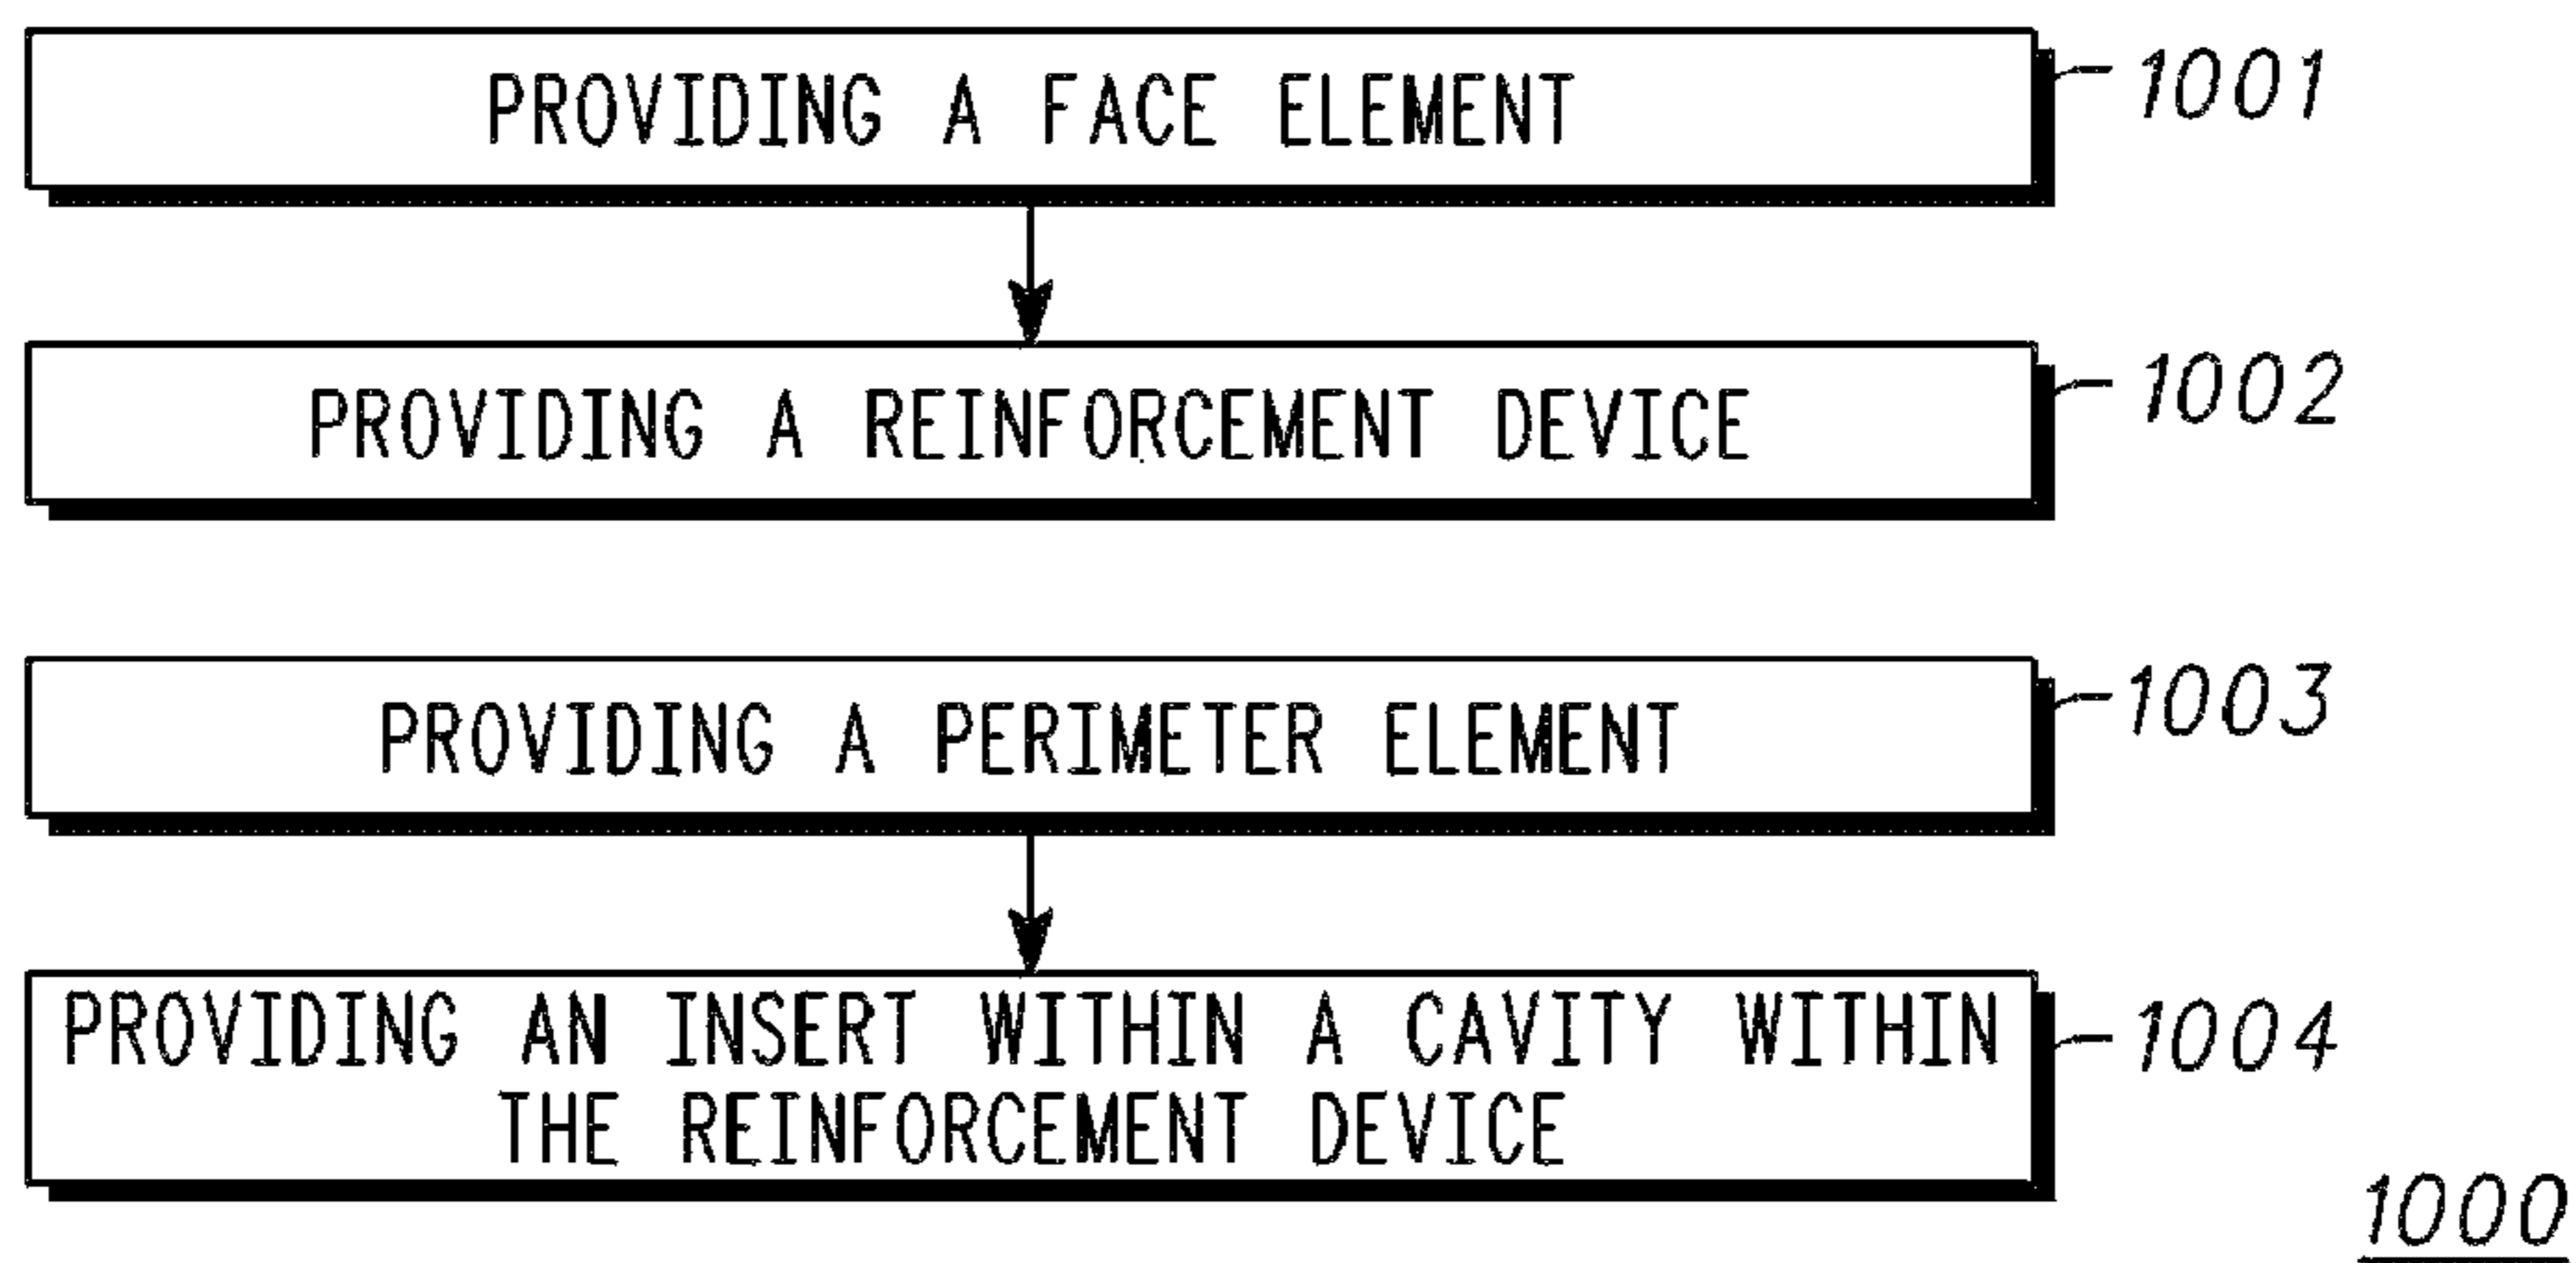 PROVIDING A FACE ELEMENT
1001
PROVIDING A REINFORCEMENT DEVICE
1002
PROVIDING A PERIMETER ELEMENT
1003
PROVIDING AN INSERT WITHIN A CAVITY WITHIN
THE REINFORCEMENT DEVICE
1004
1000